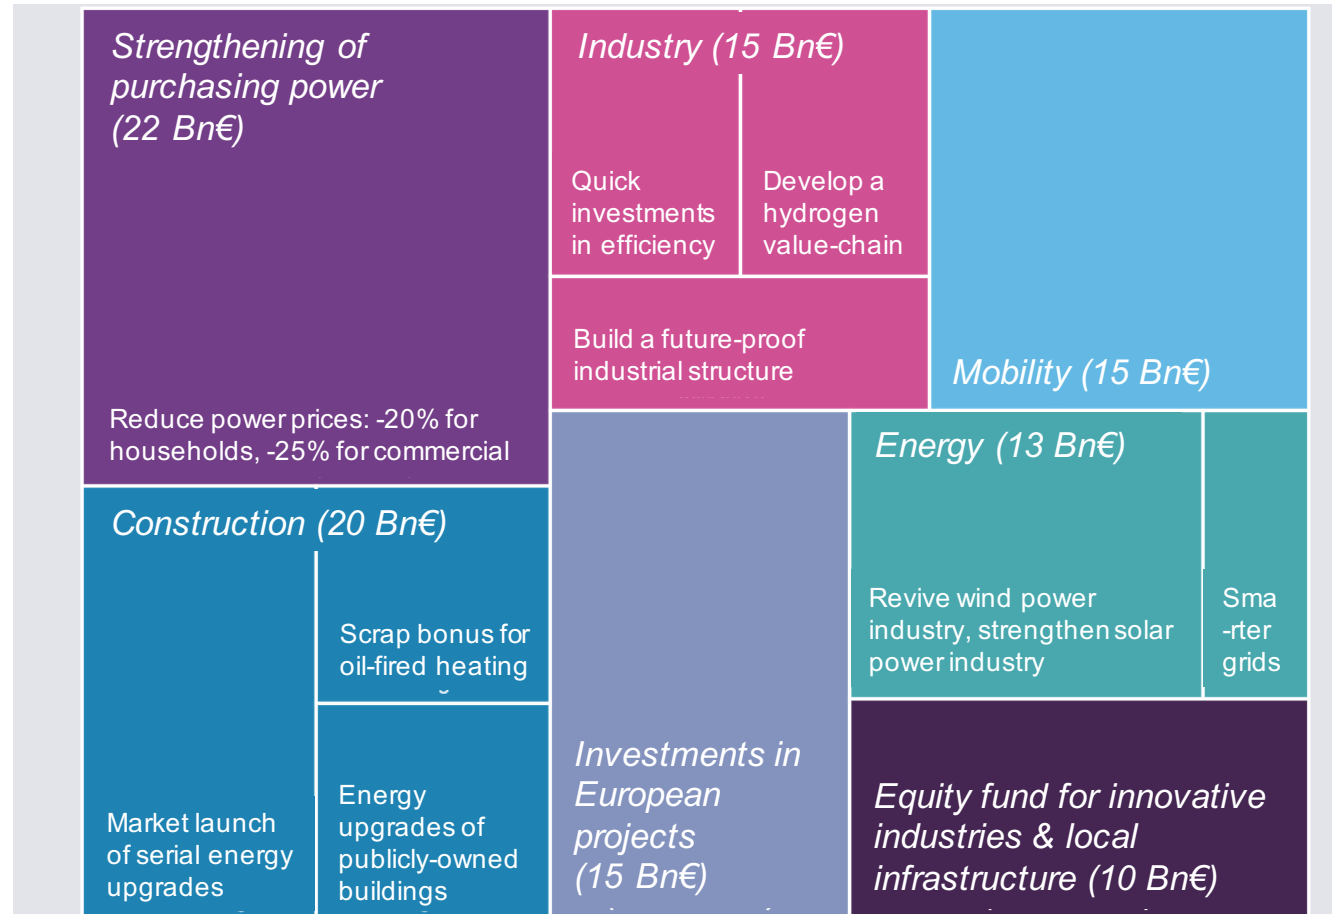 Strengthening of
purchasing power
(22 Bn€)
Reduce power prices: -20% for
households, -25% for commercial
Industry (15 Bn€)
Quick
investments
in efficiency
Develop a
hydrogen
value-chain
Build a future-proof
industrial structure
Mobility (15 Bn€)
Construction (20 Bn€)
Market launch
of serial energy
upgrades
Scrap bonus for
oil-fired heating
Energy
upgrades of
publicly-owned
buildings
Investments in
European
projects
(15 Bn€)
Energy (13 Bn€)
Revive wind power
industry, strengthen solar
power industry
Sma
-rter
grids
Equity fund for innovative
industries & local
infrastructure (10 Bn€)